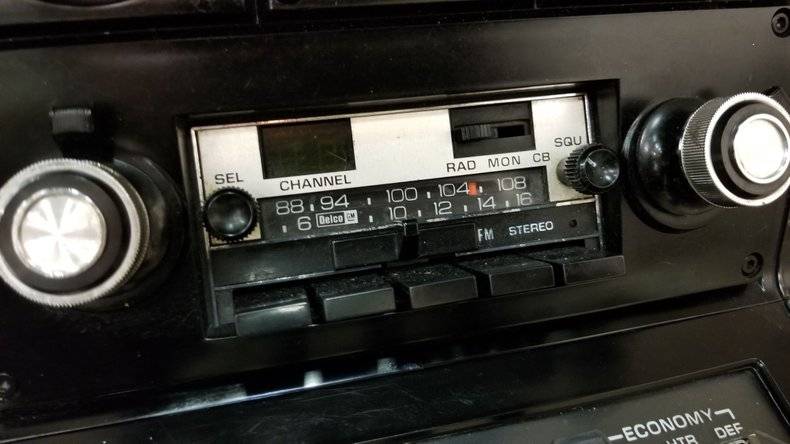 SEL
CHANNEL
RAD MON CB
SQU
88 94 100 104 108
6 Delco GM 10 12 14 16
FM STEREO
ECONOMY
HTR DEF